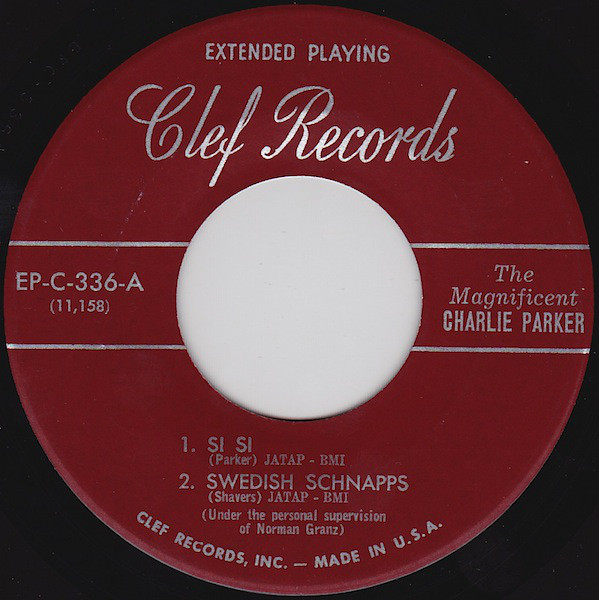 EXTENDED PLAYING
Clef Records
EP-C-336-A
(11,158)
The
Magnificent
CHARLIE PARKER
1. SI SI
(Parker) JATAP - BMI
2. SWEDISH SCHNAPPS
(Shavers) JATAP - BMI
(Under the personal supervision
of Norman Granz)
CLEF RECORDS, INC. — MADE IN U.S.A.